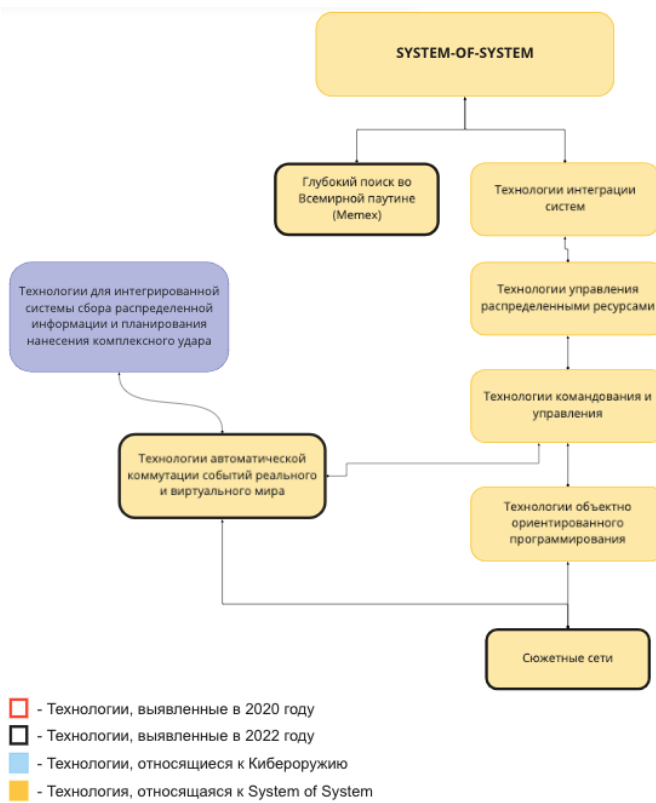 SYSTEM-OF-SYSTEM
Глубокий поиск во
Всемирной паутине
(Memex)
Технологии интеграции
систем
Технологии для интегрированной
системы сбора распределенной
информации и планирования
нанесения комплексного удара
Технологии управления
распределенными ресурсами
Технологии командования и
управления
Технологии автоматической
коммутации событий реального
и виртуального мира
Технологии объектно
ориентированного
программирования
Сюжетные сети
- Технологии, выявленные в 2020 году
- Технологии, выявленные в 2022 году
- Технологии, относящиеся к Кибероружию
- Технология, относящаяся к System of System